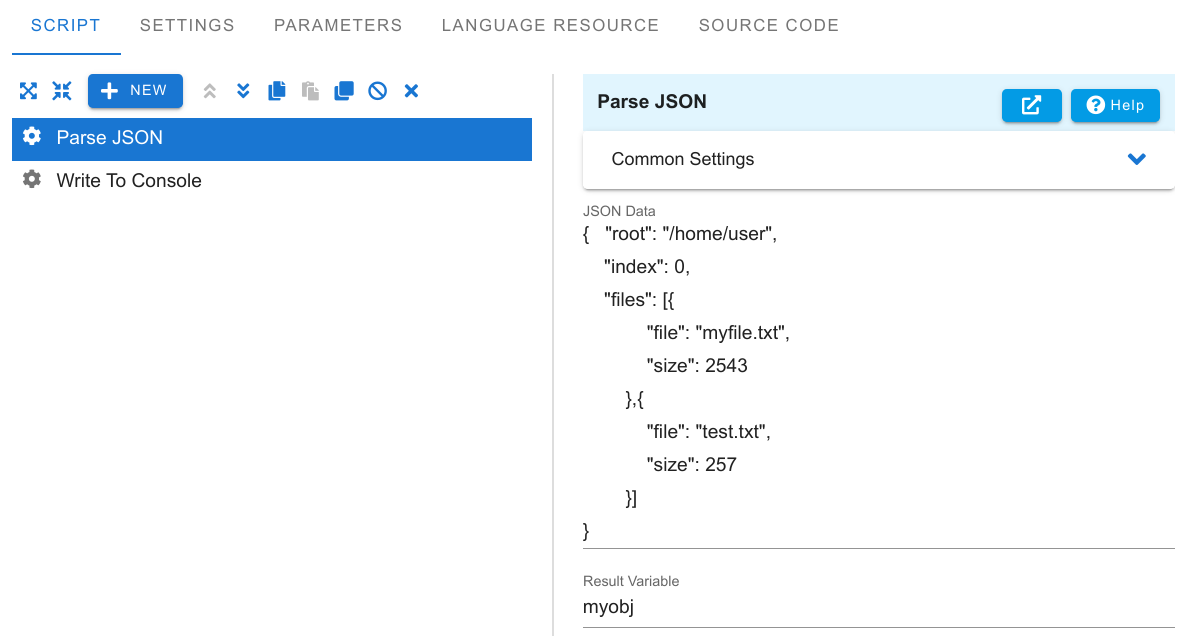 SCRIPT SETTINGS PARAMETERS LANGUAGE RESOURCE SOURCE CODE
NEW
Parse JSON
Write To Console
Parse JSON
Help
Common Settings
JSON Data
{   "root": "/home/user",
    "index": 0,
    "files": [{
            "file": "myfile.txt",
            "size": 2543
        },{
            "file": "test.txt",
            "size": 257
        }]
}
Result Variable
myobj